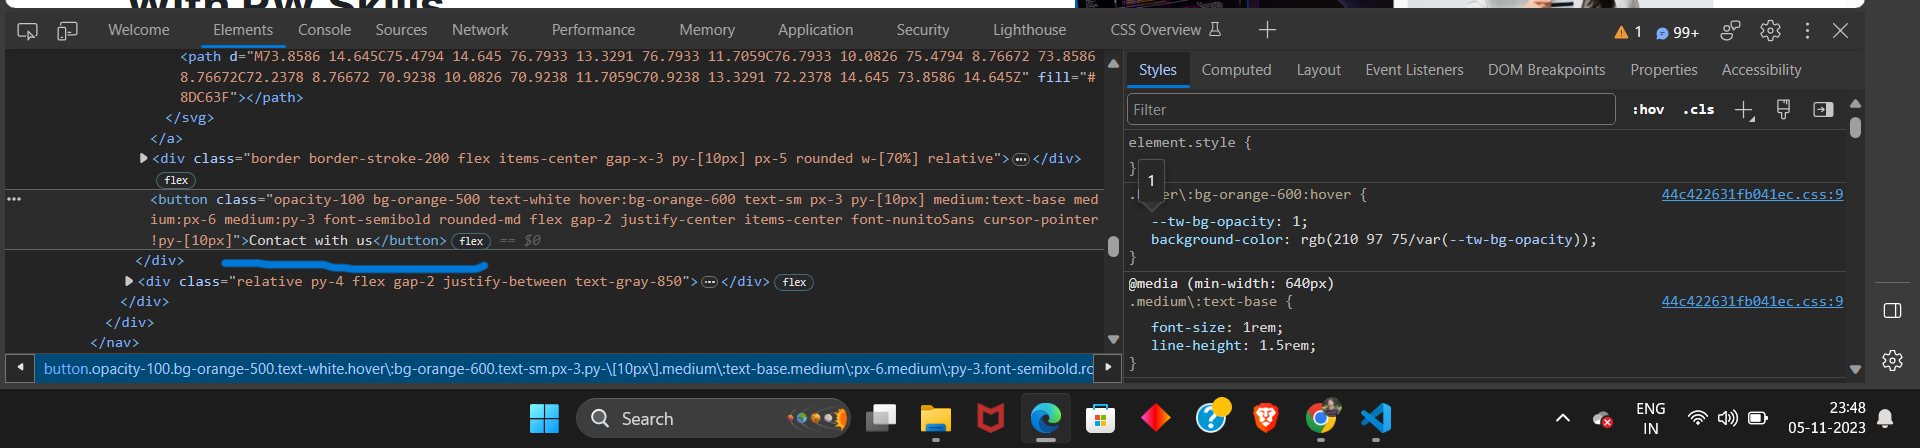 With PW Skills
Welcome Elements Console Sources Network Performance Memory Application Security Lighthouse CSS Overview 1 99+
<path d="M73.8586 14.645C75.4794 14.645 76.7933 13.3291 76.7933 11.7059C76.7933 10.0826 75.4794 8.76672 73.8586
8.76672C72.2378 8.76672 70.9238 10.0826 70.9238 11.7059C70.9238 13.3291 72.2378 14.645 73.8586 14.645Z" fill="#
8DC63F"></path>
</svg>
</a>
<div class="border border-stroke-200 flex items-center gap-x-3 py-[10px] px-5 rounded w-[70%] relative">…</div>
flex
<button class="opacity-100 bg-orange-500 text-white hover:bg-orange-600 text-sm px-3 py-[10px] medium:text-base med
ium:px-6 medium:py-3 font-semibold rounded-md flex gap-2 justify-center items-center font-nunitoSans cursor-pointer
!py-[10px]">Contact with us</button> flex == $0
</div>
<div class="relative py-4 flex gap-2 justify-between text-gray-850">…</div> flex
</div>
</div>
</nav>
button.opacity-100.bg-orange-500.text-white.hover\:bg-orange-600.text-sm.px-3.py-\[10px\].medium\:text-base.medium\:px-6.medium\:py-3.font-semibold.ro
Styles Computed Layout Event Listeners DOM Breakpoints Properties Accessibility
Filter :hov .cls
element.style {
}
1
er\:bg-orange-600:hover { 44c422631fb041ec.css:9
--tw-bg-opacity: 1;
background-color: rgb(210 97 75/var(--tw-bg-opacity));
}
@media (min-width: 640px)
.medium\:text-base { 44c422631fb041ec.css:9
font-size: 1rem;
line-height: 1.5rem;
}
Search
ENG
IN
23:48
05-11-2023